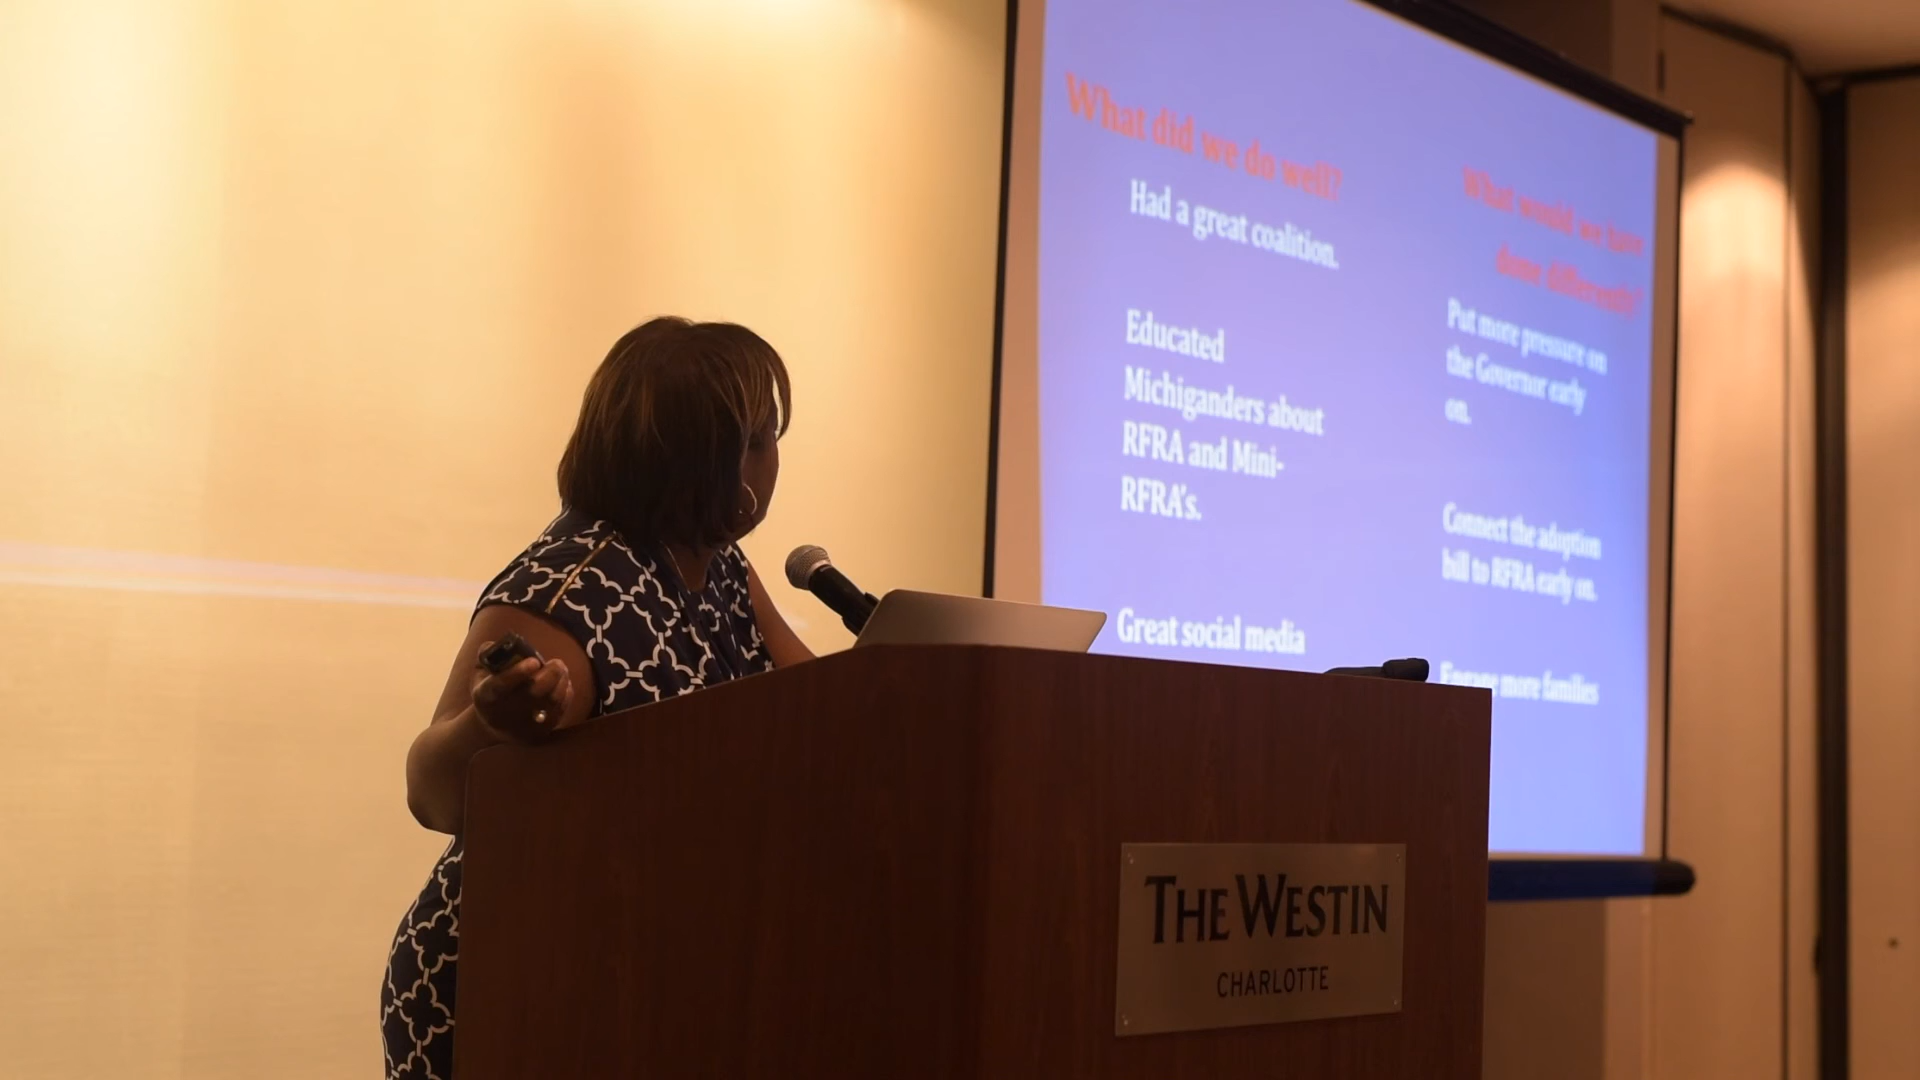 What did we do well?
Had a great coalition.
Educated
Michiganders about
RFRA and Mini-
RFRA's.
Great social media
What would we have
done differently?
Put more pressure on
the Governor early
on.
Connect the adoption
bill to RFRA early on.
Engage more families
THE WESTIN
CHARLOTTE